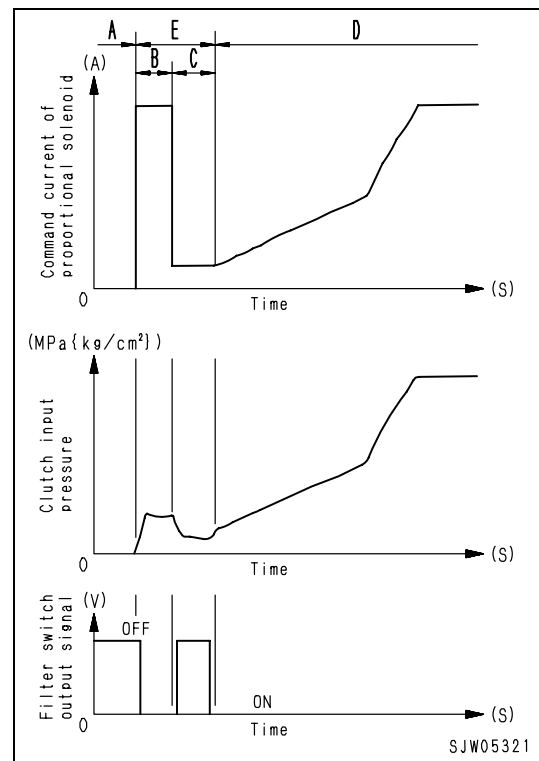 A E D
B C
(A)
Command current of
proportional solenoid
0
(S)
Time
(MPa{kg/cm²})
Clutch input
pressure
0
(S)
Time
(V)
OFF
Filter switch
output signal
ON
0
(S)
Time
SJW05321